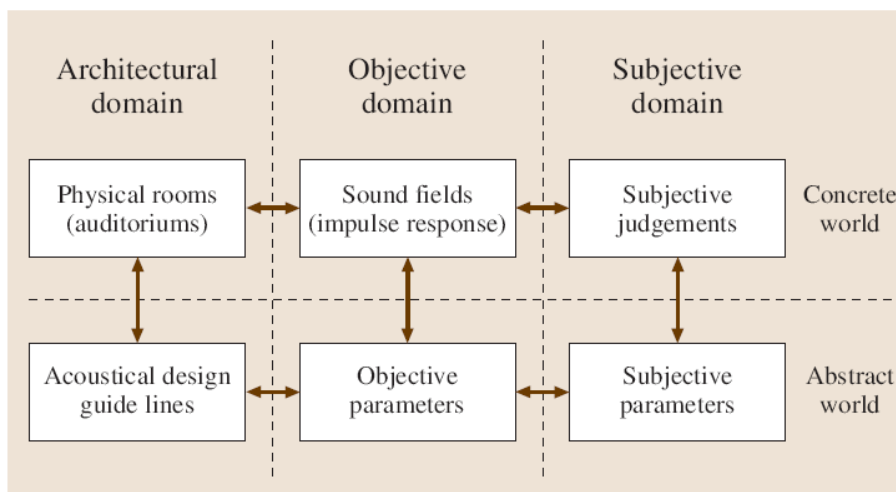 Architectural
domain
Objective
domain
Subjective
domain
Physical rooms
(auditoriums)
Sound fields
(impulse response)
Subjective
judgements
Concrete
world
Acoustical design
guide lines
Objective
parameters
Subjective
parameters
Abstract
world